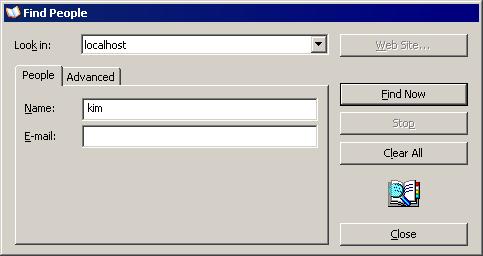 Find People
Look in: localhost Web Site...
People Advanced
Name: kim
E-mail:
Find Now
Stop
Clear All
Close